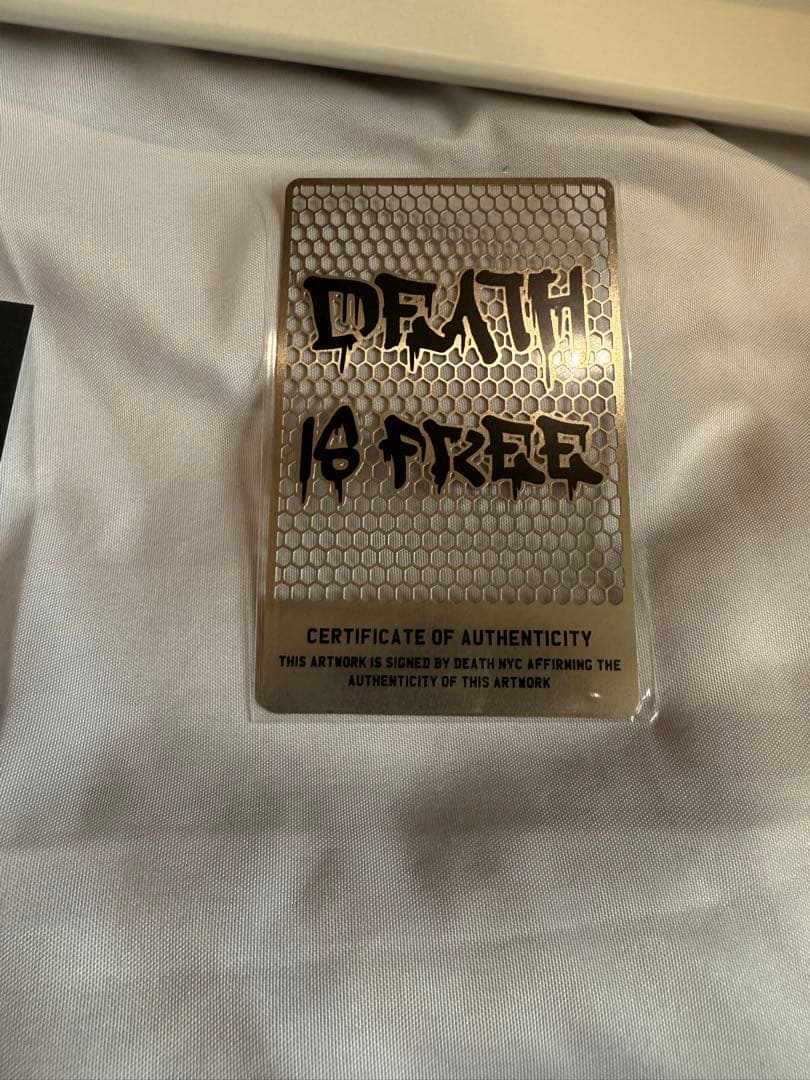 DEATH
IS FREE
CERTIFICATE OF AUTHENTICITY
THIS ARTWORK IS SIGNED BY DEATH NYC AFFIRMING THE
AUTHENTICITY OF THIS ARTWORK